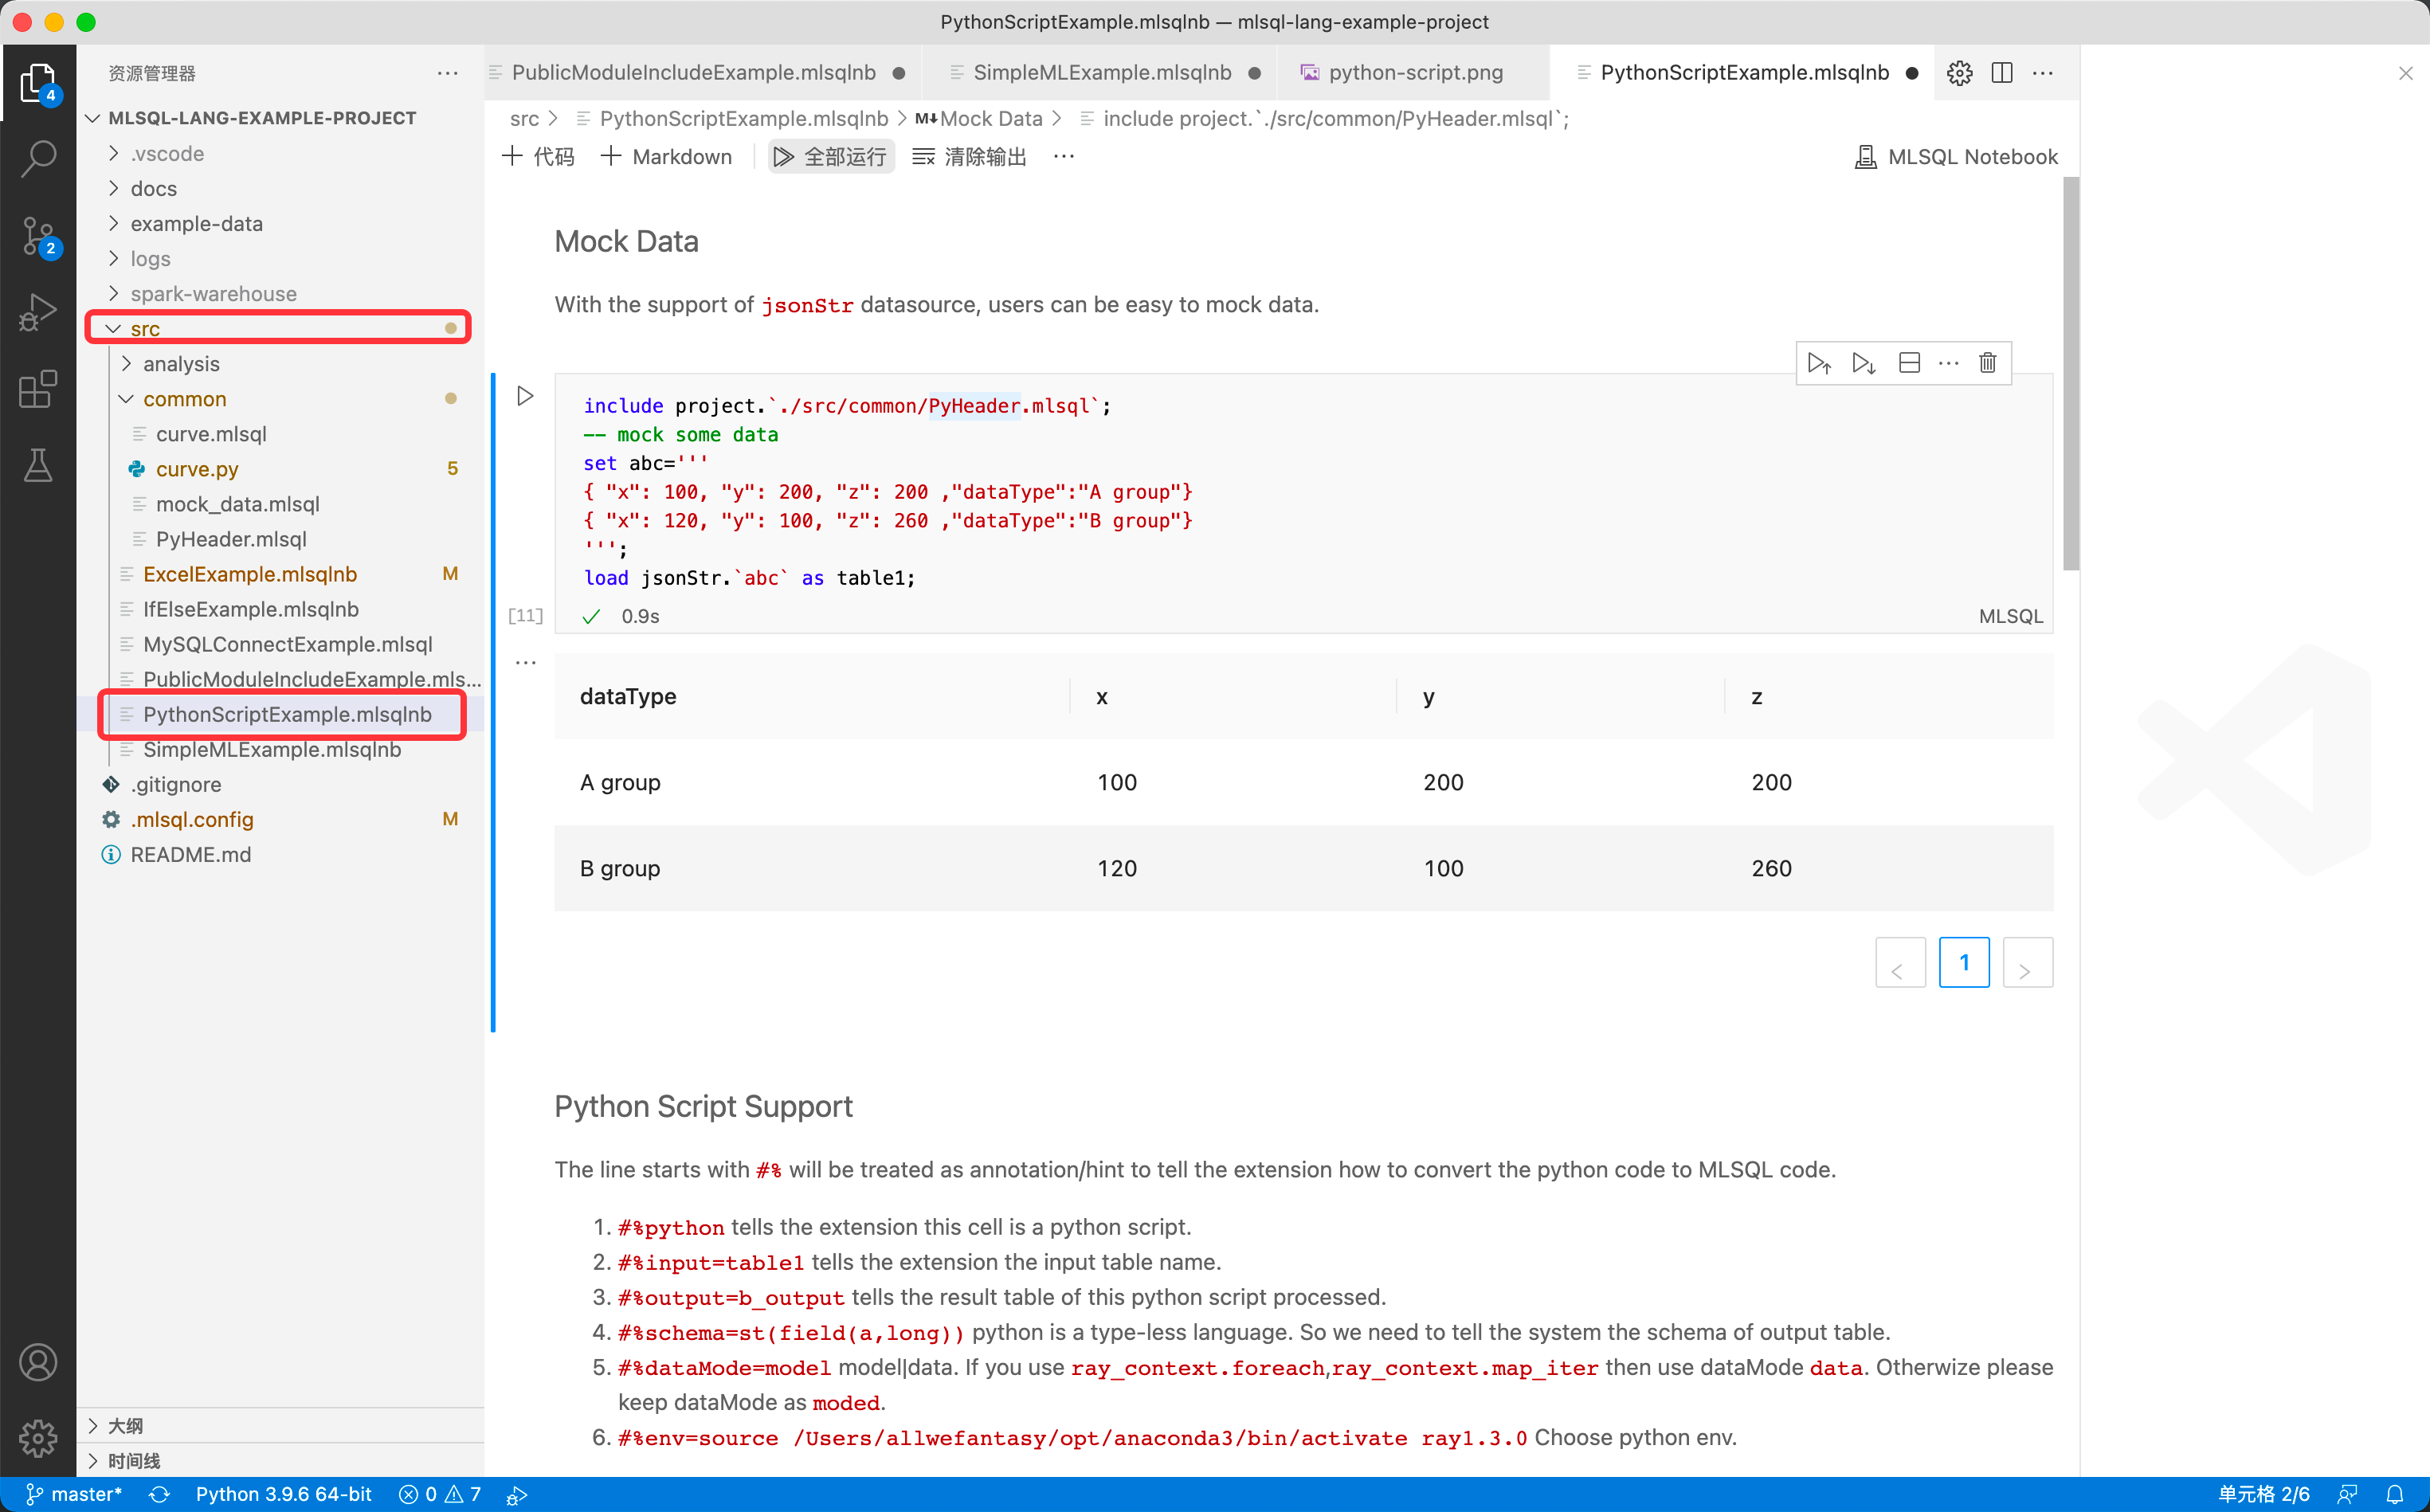 PythonScriptExample.mlsqlnb — mlsql-lang-example-project
4
2
资源管理器
MLSQL-LANG-EXAMPLE-PROJECT
.vscode
docs
example-data
logs
spark-warehouse
src
analysis
common
curve.mlsql
curve.py 5
mock_data.mlsql
PyHeader.mlsql
ExcelExample.mlsqlnb M
IfElseExample.mlsqlnb
MySQLConnectExample.mlsql
PublicModuleIncludeExample.mls...
PythonScriptExample.mlsqlnb
SimpleMLExample.mlsqlnb
.gitignore
.mlsql.config M
README.md
大纲
时间线
PublicModuleIncludeExample.mlsqlnb
SimpleMLExample.mlsqlnb
python-script.png
PythonScriptExample.mlsqlnb
src > PythonScriptExample.mlsqlnb > M↓ Mock Data > include project.`./src/common/PyHeader.mlsql`;
+ 代码 + Markdown 全部运行 清除输出 ... MLSQL Notebook
Mock Data
With the support of jsonStr datasource, users can be easy to mock data.
include project.`./src/common/PyHeader.mlsql`;
-- mock some data
set abc='''
{ "x": 100, "y": 200, "z": 200 ,"dataType":"A group"}
{ "x": 120, "y": 100, "z": 260 ,"dataType":"B group"}
''';
load jsonStr.`abc` as table1;
[11] 0.9s MLSQL
dataType x y z
A group 100 200 200
B group 120 100 260
< 1 >
Python Script Support
The line starts with #% will be treated as annotation/hint to tell the extension how to convert the python code to MLSQL code.
1. #%python tells the extension this cell is a python script.
2. #%input=table1 tells the extension the input table name.
3. #%output=b_output tells the result table of this python script processed.
4. #%schema=st(field(a,long)) python is a type-less language. So we need to tell the system the schema of output table.
5. #%dataMode=model model|data. If you use ray_context.foreach,ray_context.map_iter then use dataMode data. Otherwize please
keep dataMode as moded.
6. #%env=source /Users/allwefantasy/opt/anaconda3/bin/activate ray1.3.0 Choose python env.
master* Python 3.9.6 64-bit 0 7 单元格 2/6